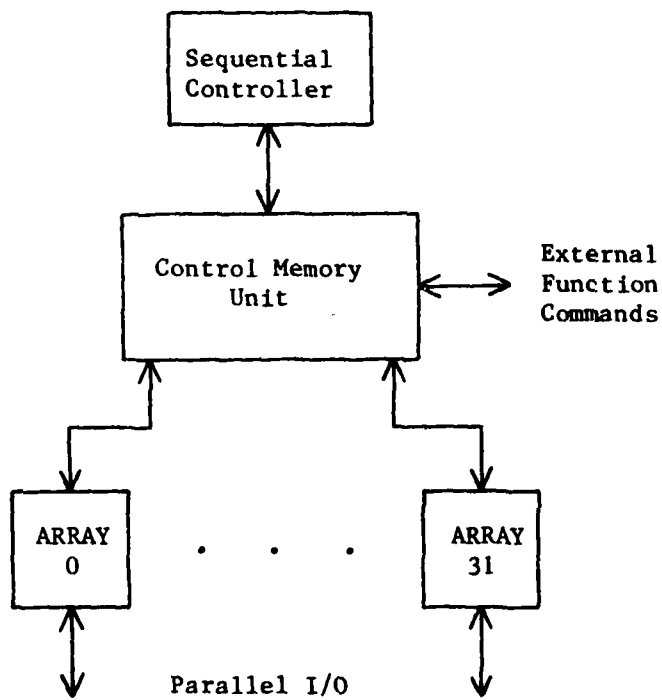 Sequential
Controller
Control Memory
Unit
External
Function
Commands
ARRAY
0
. . .
ARRAY
31
Parallel I/O